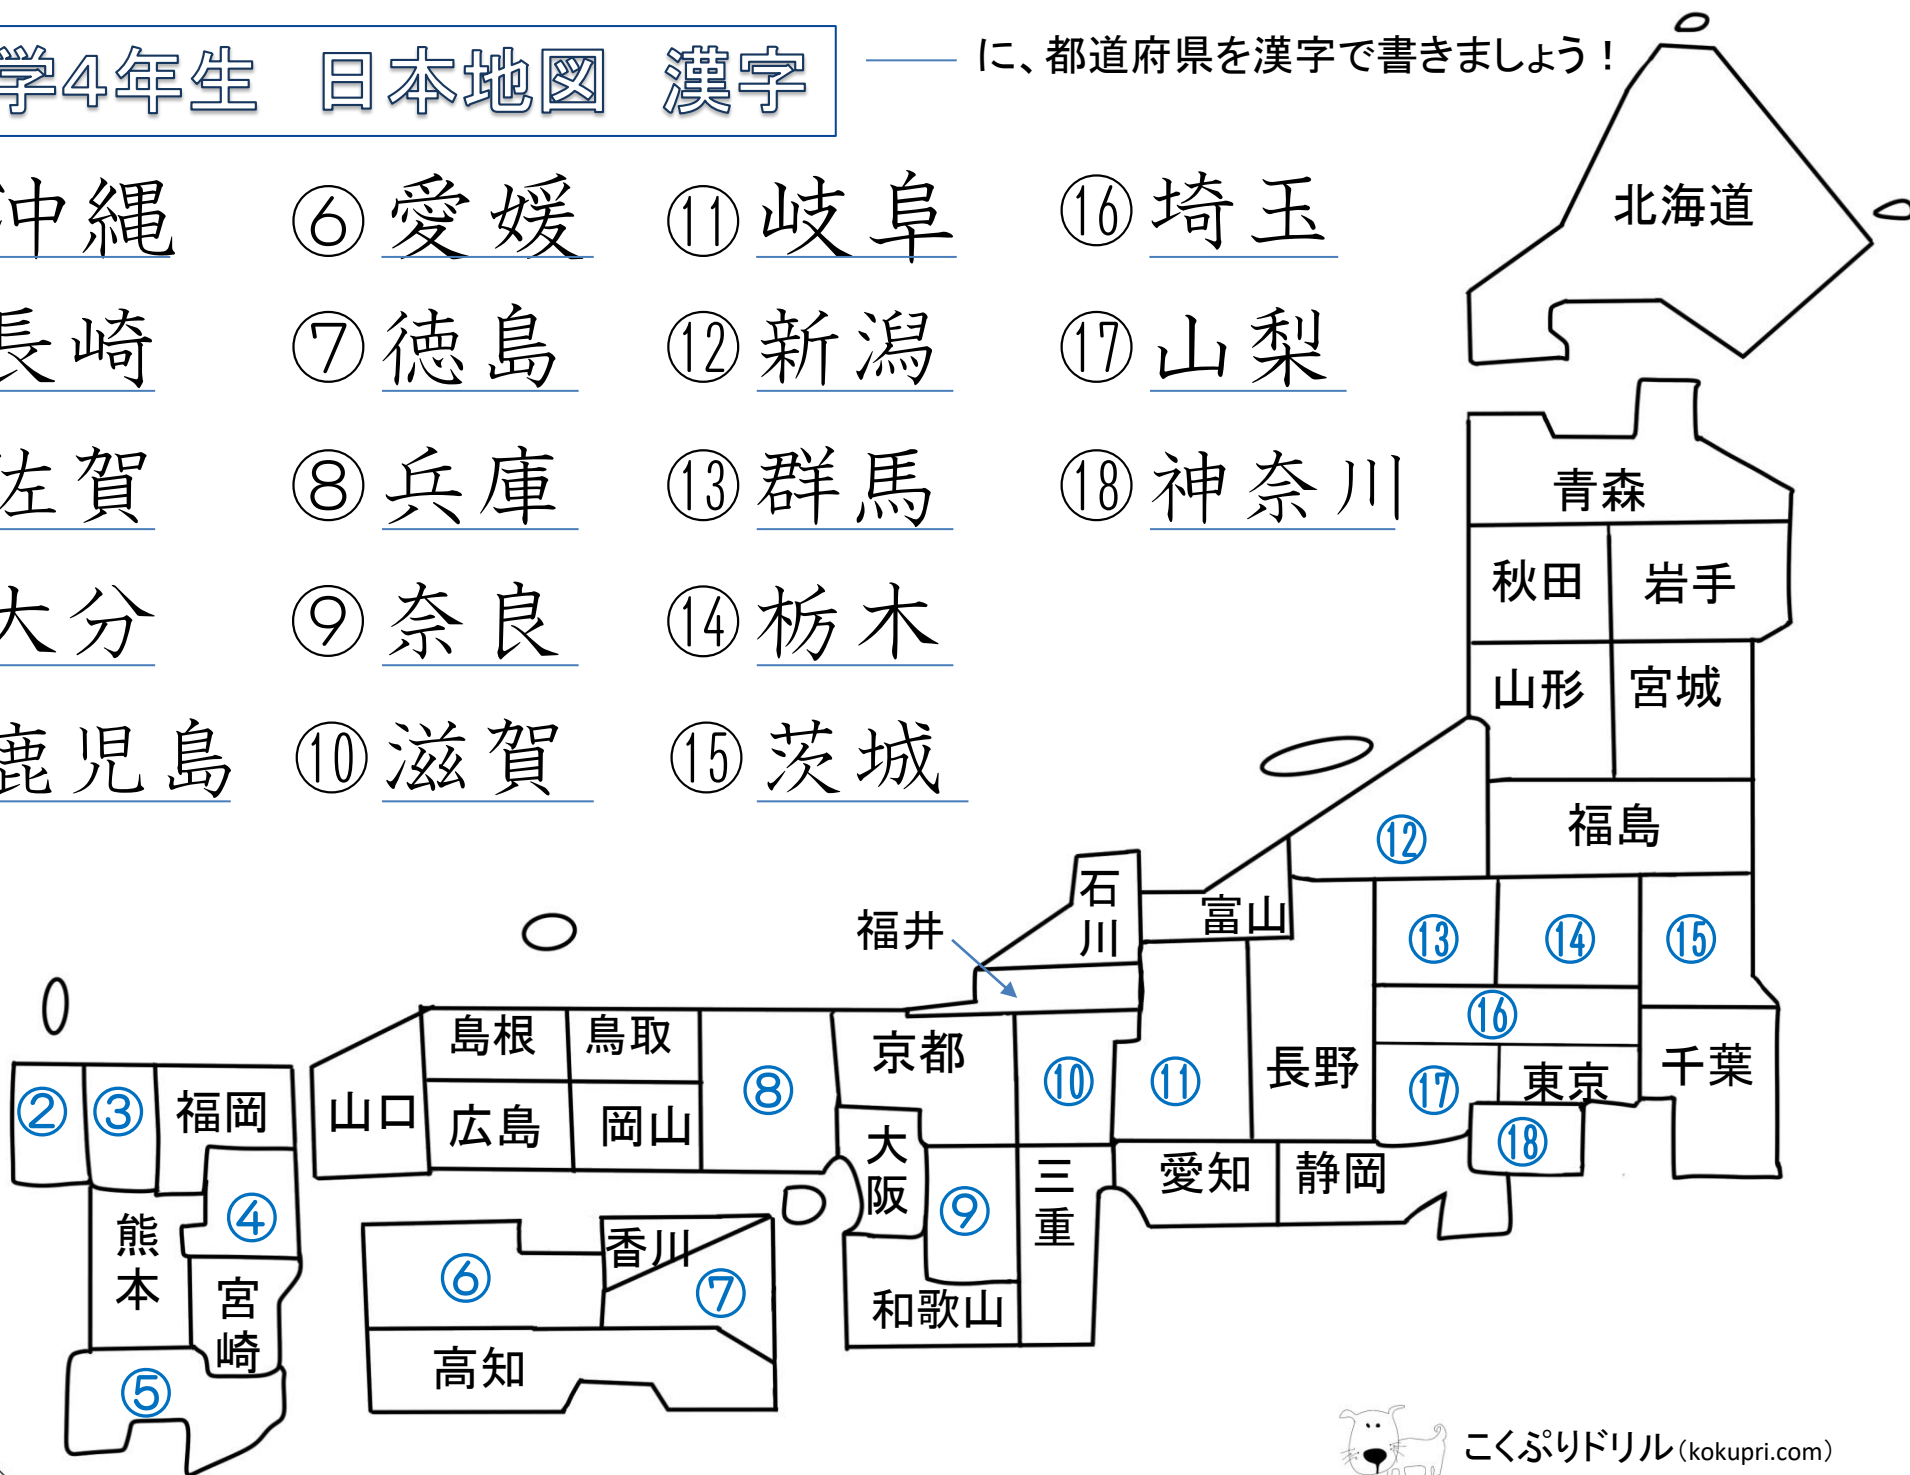 学4年生 日本地図 漢字
に、都道府県を漢字で書きましょう！
沖縄
⑥愛媛
⑪岐阜
⑯埼玉
長崎
⑦徳島
⑫新潟
⑰山梨
佐賀
⑧兵庫
⑬群馬
⑱神奈川
大分
⑨奈良
⑭栃木
鹿児島
⑩滋賀
⑮茨城
北海道
青森
秋田
岩手
山形
宮城
⑫
福島
石川
富山
福井
⑬
⑭
⑮
⑯
島根
鳥取
京都
⑧
⑩
⑪
長野
⑰
東京
千葉
②
③
福岡
山口
広島
岡山
⑱
大阪
三重
愛知
静岡
④
⑨
熊本
香川
⑥
⑦
宮崎
和歌山
高知
⑤
こくぷりドリル（kokupri.com）